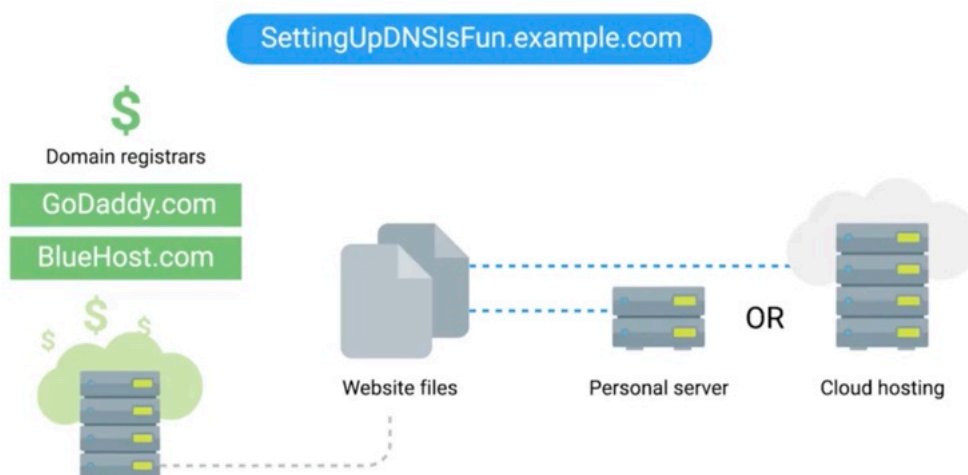 SettingUpDNSIsFun.example.com
$
Domain registrars
GoDaddy.com
BlueHost.com
$ $ $
OR
Website files
Personal server
Cloud hosting